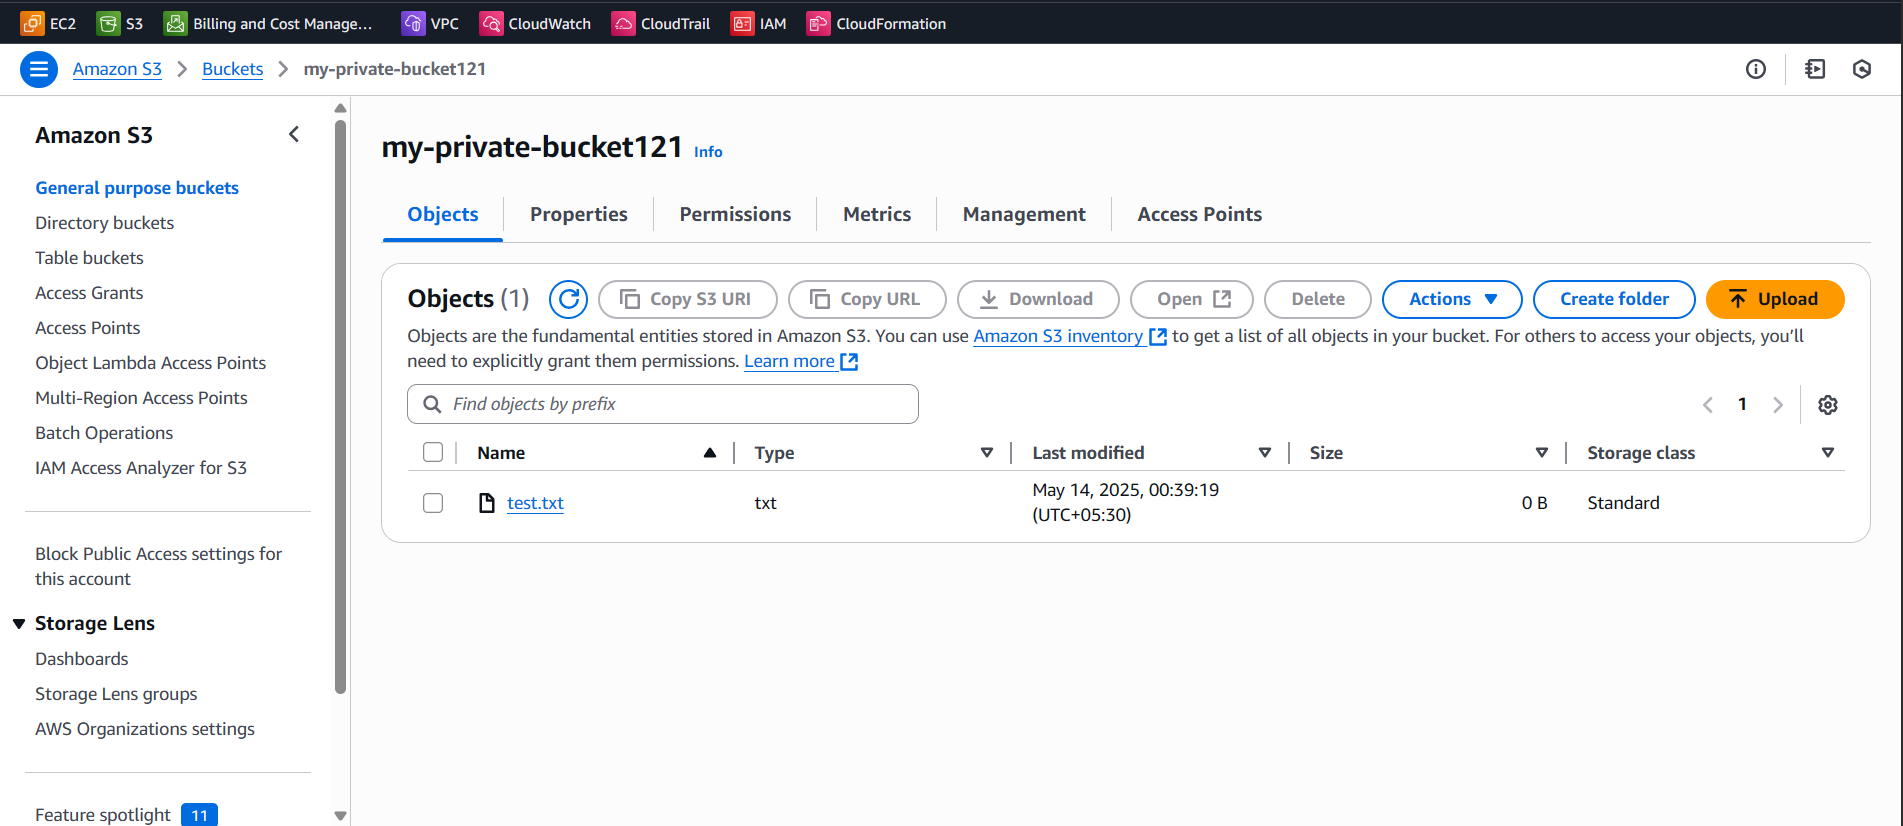 EC2 S3 Billing and Cost Manage... VPC CloudWatch CloudTrail IAM CloudFormation
Amazon S3 Buckets my-private-bucket121
Amazon S3
General purpose buckets
Directory buckets
Table buckets
Access Grants
Access Points
Object Lambda Access Points
Multi-Region Access Points
Batch Operations
IAM Access Analyzer for S3
Block Public Access settings for
this account
Storage Lens
Dashboards
Storage Lens groups
AWS Organizations settings
Feature spotlight 11
my-private-bucket121 Info
Objects Properties Permissions Metrics Management Access Points
Objects (1) Copy S3 URI Copy URL Download Open Delete Actions Create folder Upload
Objects are the fundamental entities stored in Amazon S3. You can use Amazon S3 inventory to get a list of all objects in your bucket. For others to access your objects, you'll
need to explicitly grant them permissions. Learn more
Find objects by prefix
1
Name Type Last modified Size Storage class
test.txt txt May 14, 2025, 00:39:19 0 B Standard
(UTC+05:30)